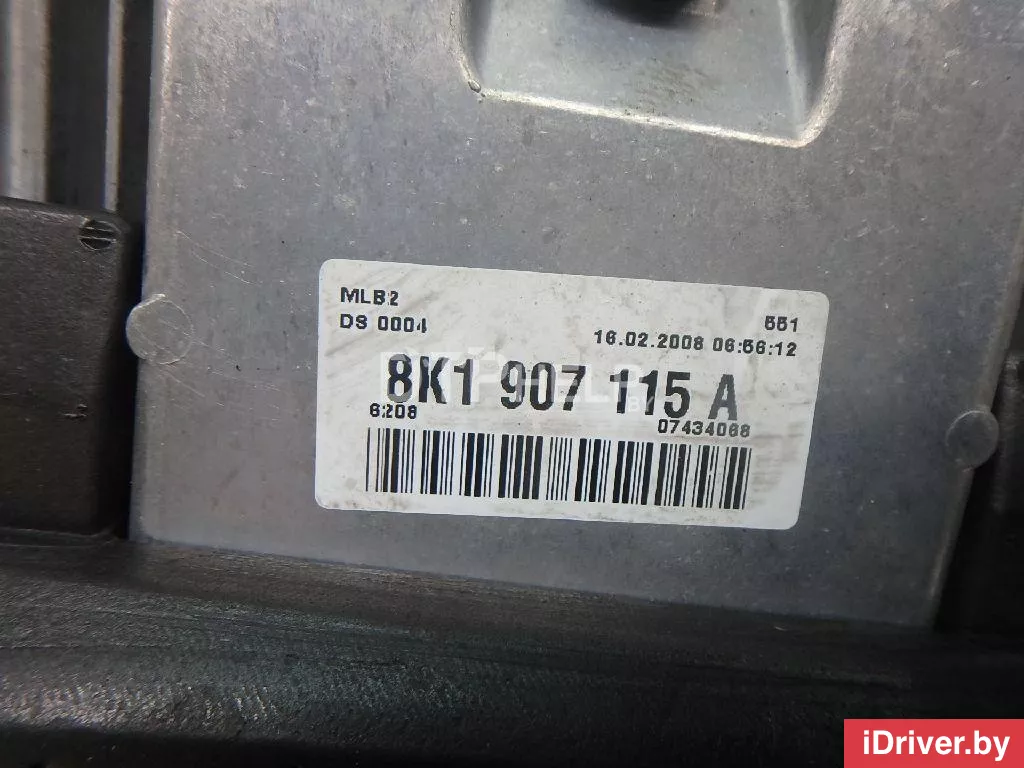 MLB2
DS 0004
551
16.02.2008 06:56:12
8K1 907 115 A
6208
07434068
iDriver.by